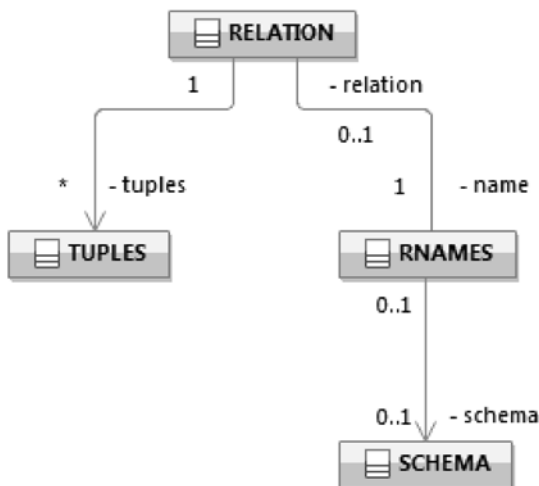 RELATION
1
- relation
0..1
* - tuples
1 - name
TUPLES
RNAMES
0..1
0..1 - schema
SCHEMA